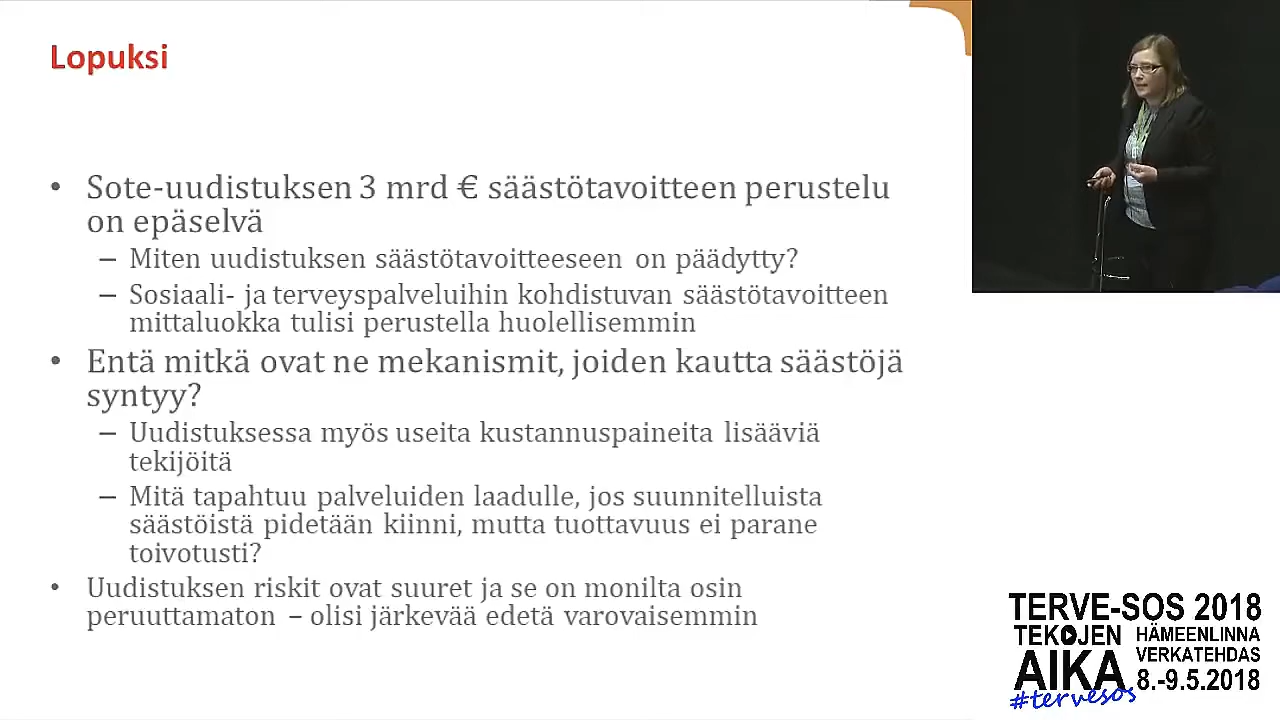 Lopuksi
• Sote-uudistuksen 3 mrd € säästötavoitteen perustelu
on epäselvä
– Miten uudistuksen säästötavoitteeseen on päädytty?
– Sosiaali- ja terveyspalveluihin kohdistuvan säästötavoitteen
mittaluokka tulisi perustella huolellisemmin
• Entä mitkä ovat ne mekanismit, joiden kautta säästöjä
syntyy?
– Uudistuksessa myös useita kustannuspaineita lisääviä
tekijöitä
– Mitä tapahtuu palveluiden laadulle, jos suunnitelluista
säästöistä pidetään kiinni, mutta tuottavuus ei parane
toivotusti?
• Uudistuksen riskit ovat suuret ja se on monilta osin
peruuttamaton – olisi järkevää edetä varovaisemmin
TERVE-SOS 2018
TEKOJEN
AIKA
HÄMEENLINNA
VERKATEHDAS
8.-9.5.2018
#tervesos